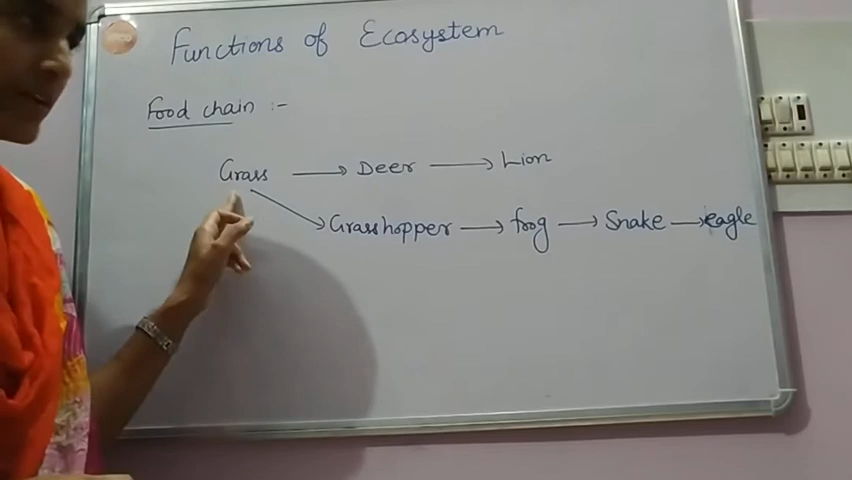 Functions of Ecosystem
Food chain :-
Grass → Deer → Lion
Grasshopper → frog → Snake → eagle